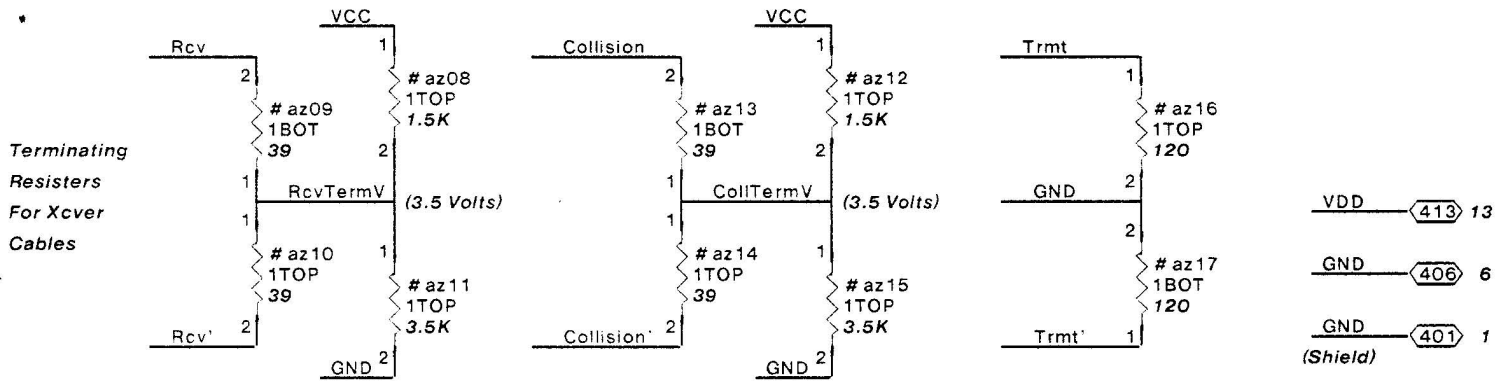 Terminating
Resisters
For Xcver
Cables
Rcv
2
# az09
1BOT
39
1
RcvTermV
1
# az10
1TOP
39
2
Rcv'
VCC
1
# az08
1TOP
1.5K
2
(3.5 Volts)
1
# az11
1TOP
3.5K
2
GND
Collision
2
# az13
1BOT
39
1
CollTermV
1
# az14
1TOP
39
2
Collision'
VCC
1
# az12
1TOP
1.5K
2
(3.5 Volts)
1
# az15
1TOP
3.5K
2
GND
Trmt
1
# az16
1TOP
120
2
GND
2
# az17
1BOT
120
1
Trmt'
VDD 413 13
GND 406 6
GND 401 1
(Shield)